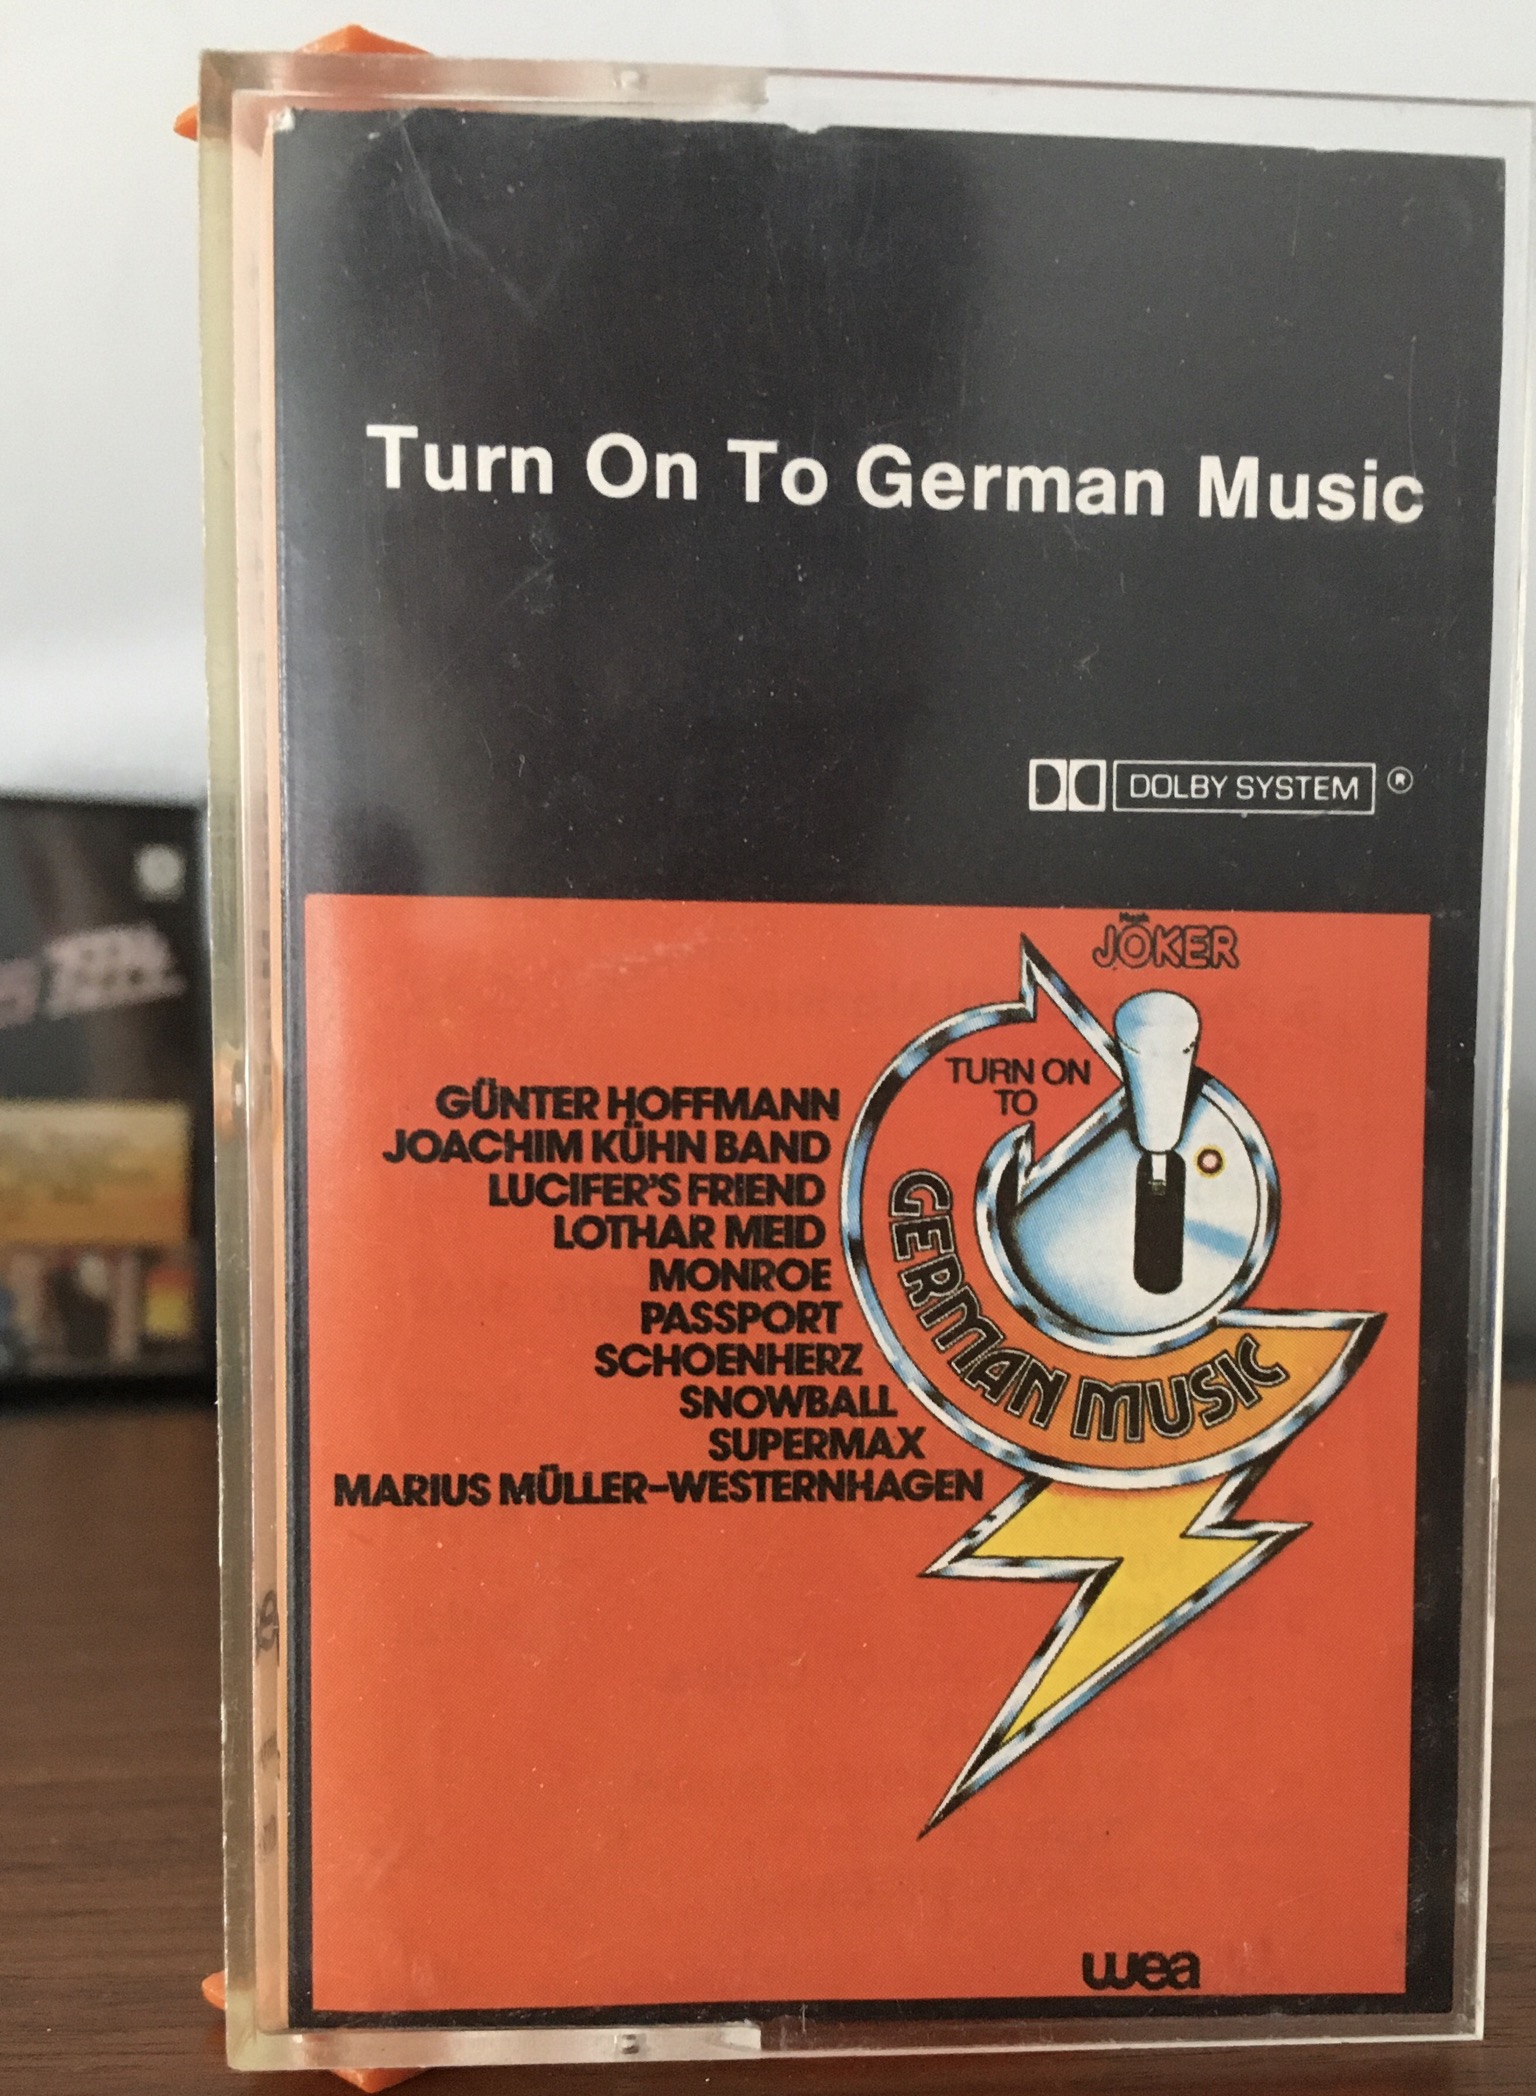 Turn On To German Music
DOLBY SYSTEM ®
Musik
JOKER
TURN ON
TO
GERMAN MUSIC
GÜNTER HOFFMANN
JOACHIM KÜHN BAND
LUCIFER'S FRIEND
LOTHAR MEID
MONROE
PASSPORT
SCHOENHERZ
SNOWBALL
SUPERMAX
MARIUS MÜLLER-WESTERNHAGEN
wea